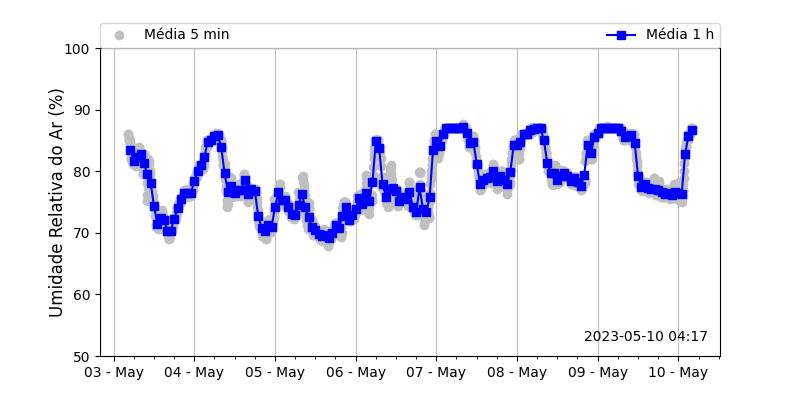 Média 5 min
Média 1 h
Umidade Relativa do Ar (%)
100
90
80
70
60
50
2023-05-10 04:17
03 - May
04 - May
05 - May
06 - May
07 - May
08 - May
09 - May
10 - May